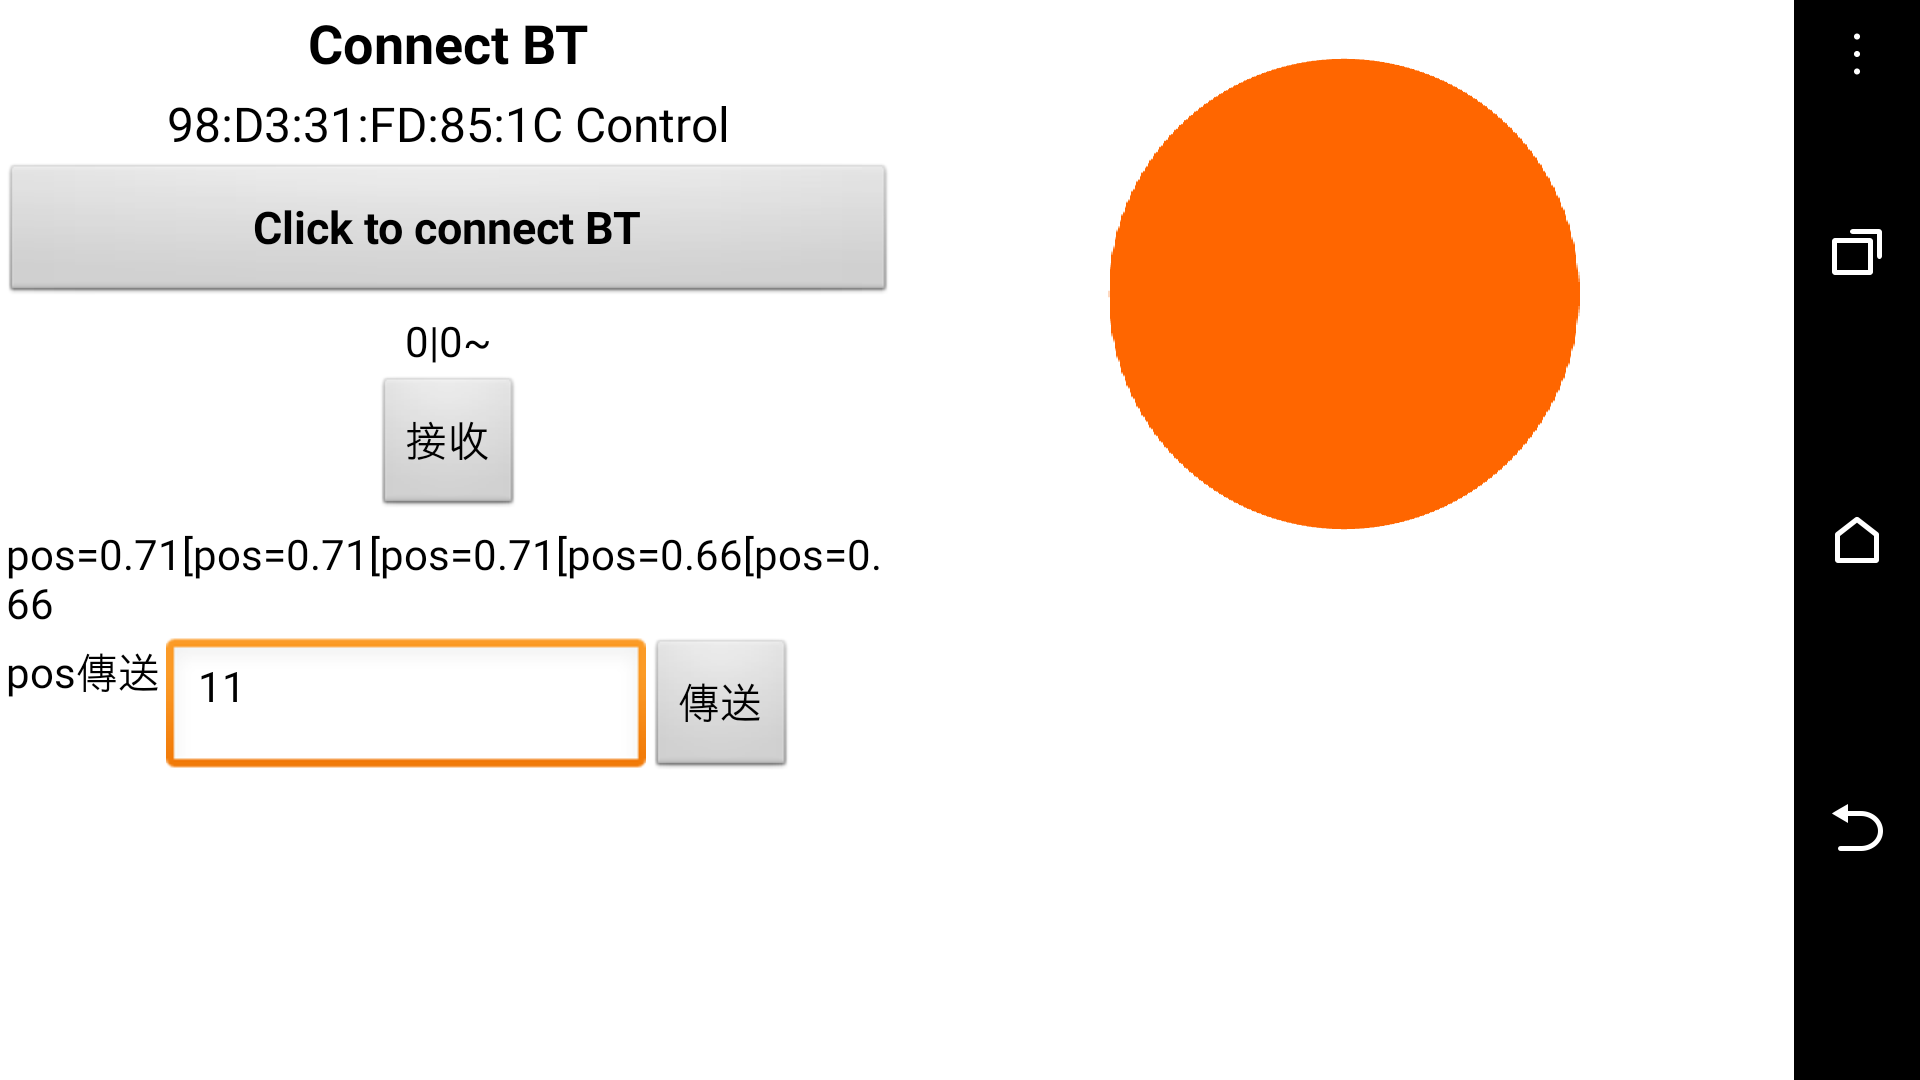 Connect BT
98:D3:31:FD:85:1C Control
Click to connect BT
0|0~
接收
pos=0.71[pos=0.71[pos=0.71[pos=0.66[pos=0.
66
pos傳送 11 傳送